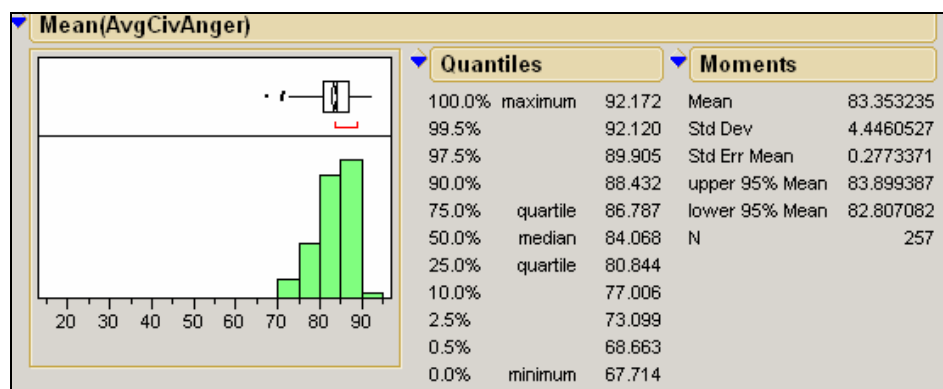 Mean(AvgCivAnger)
20 30 40 50 60 70 80 90
Quantiles
100.0% maximum 92.172
99.5% 92.120
97.5% 89.905
90.0% 88.432
75.0% quartile 86.787
50.0% median 84.068
25.0% quartile 80.844
10.0% 77.006
2.5% 73.099
0.5% 68.663
0.0% minimum 67.714
Moments
Mean 83.353235
Std Dev 4.4460527
Std Err Mean 0.2773371
upper 95% Mean 83.899387
lower 95% Mean 82.807082
N 257